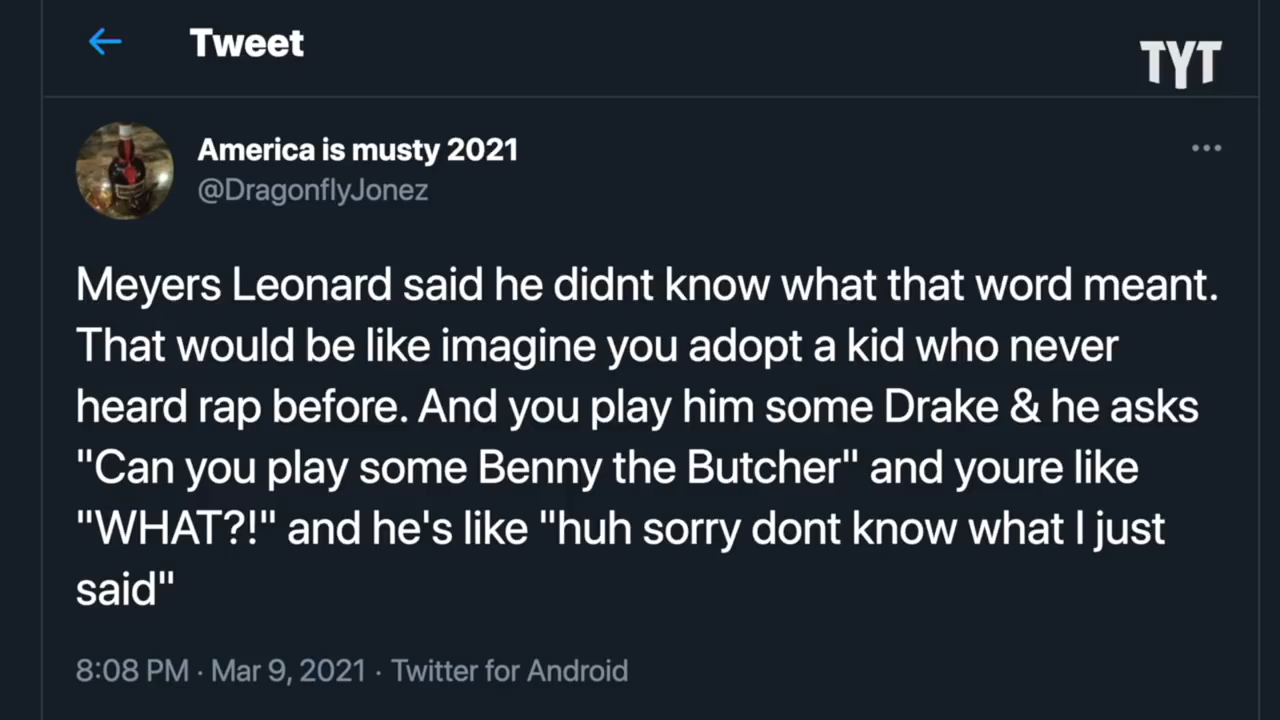 Tweet
TYT
America is musty 2021
@DragonflyJonez
Meyers Leonard said he didnt know what that word meant.
That would be like imagine you adopt a kid who never
heard rap before. And you play him some Drake & he asks
"Can you play some Benny the Butcher" and youre like
"WHAT?!" and he's like "huh sorry dont know what I just
said"
8:08 PM · Mar 9, 2021 · Twitter for Android